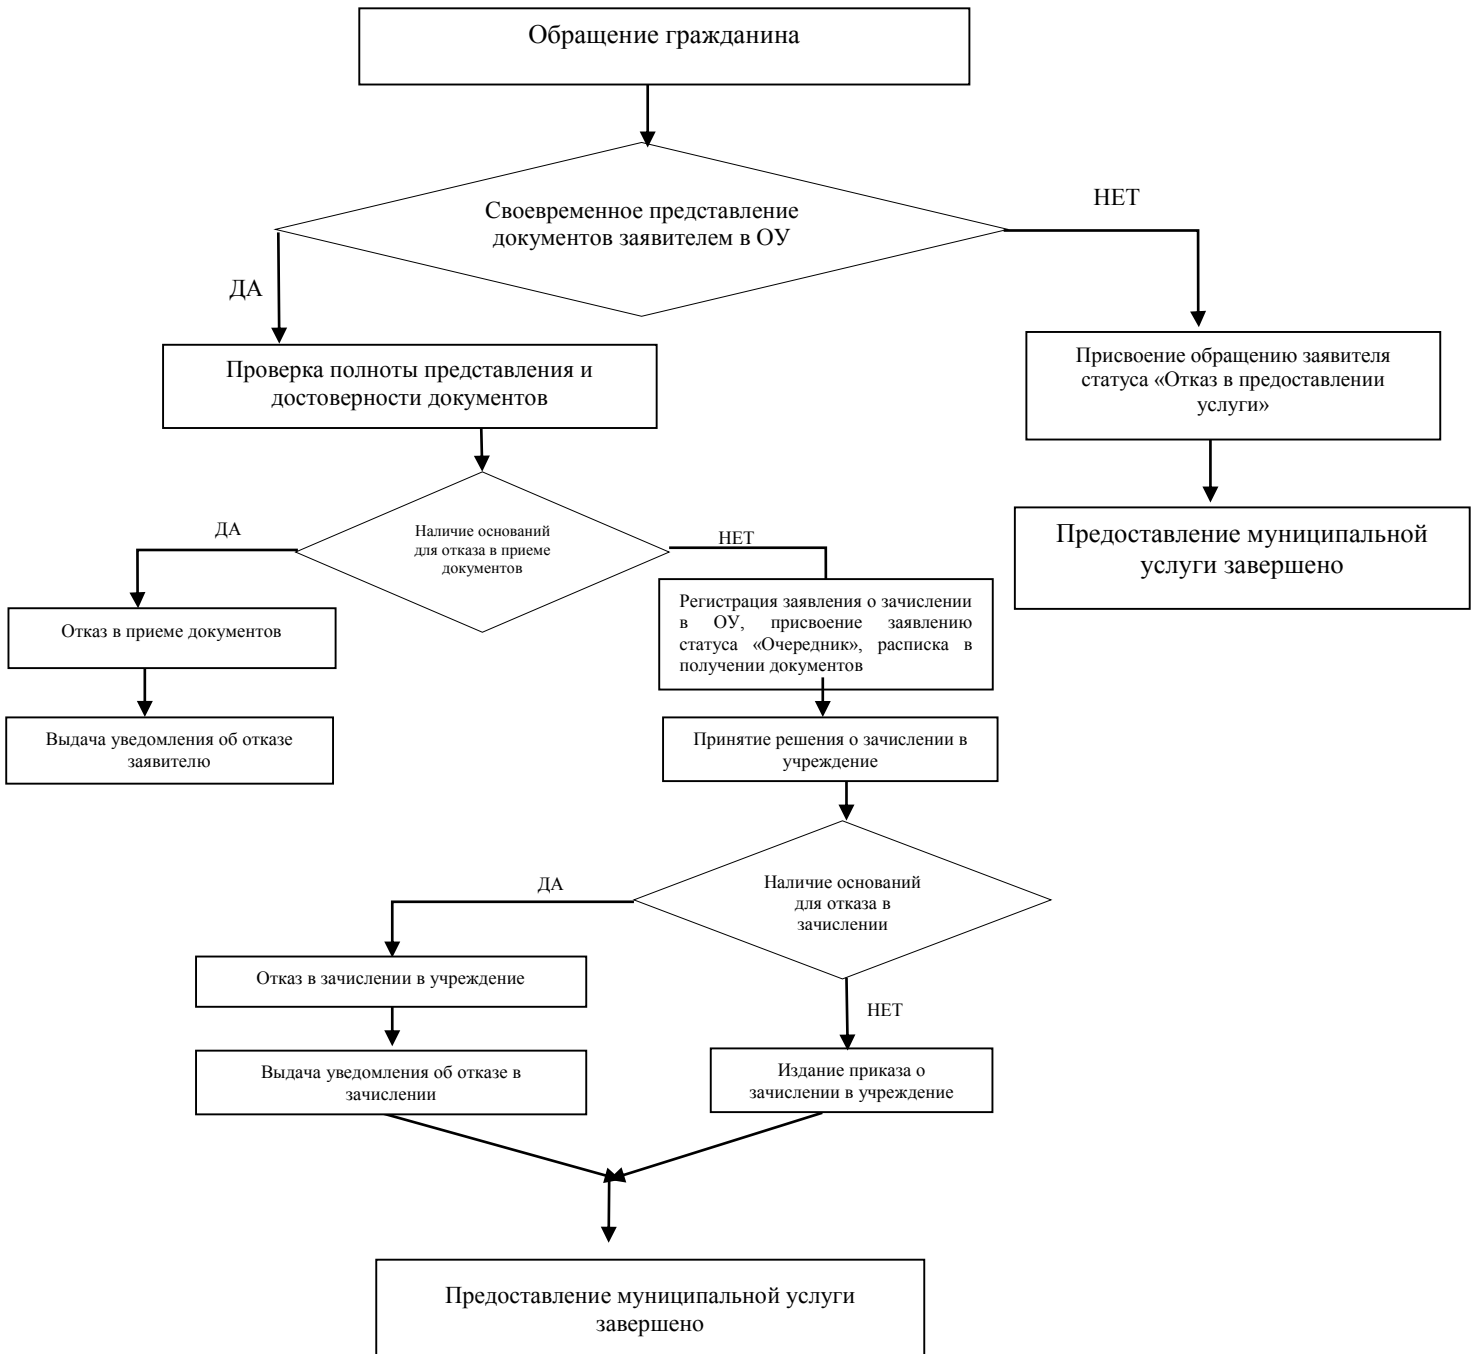 Обращение гражданина
Своевременное представление
документов заявителем в ОУ
НЕТ
ДА
Проверка полноты представления и
достоверности документов
Присвоение обращению заявителя
статуса «Отказ в предоставлении
услуги»
Предоставление муниципальной
услуги завершено
ДА
Наличие оснований
для отказа в приеме
документов
НЕТ
Отказ в приеме документов
Регистрация заявления о зачислении
в ОУ, присвоение заявлению
статуса «Очередник», расписка в
получении документов
Выдача уведомления об отказе
заявителю
Принятие решения о зачислении в
учреждение
ДА
Наличие оснований
для отказа в
зачислении
Отказ в зачислении в учреждение
НЕТ
Выдача уведомления об отказе в
зачислении
Издание приказа о
зачислении в учреждение
Предоставление муниципальной услуги
завершено